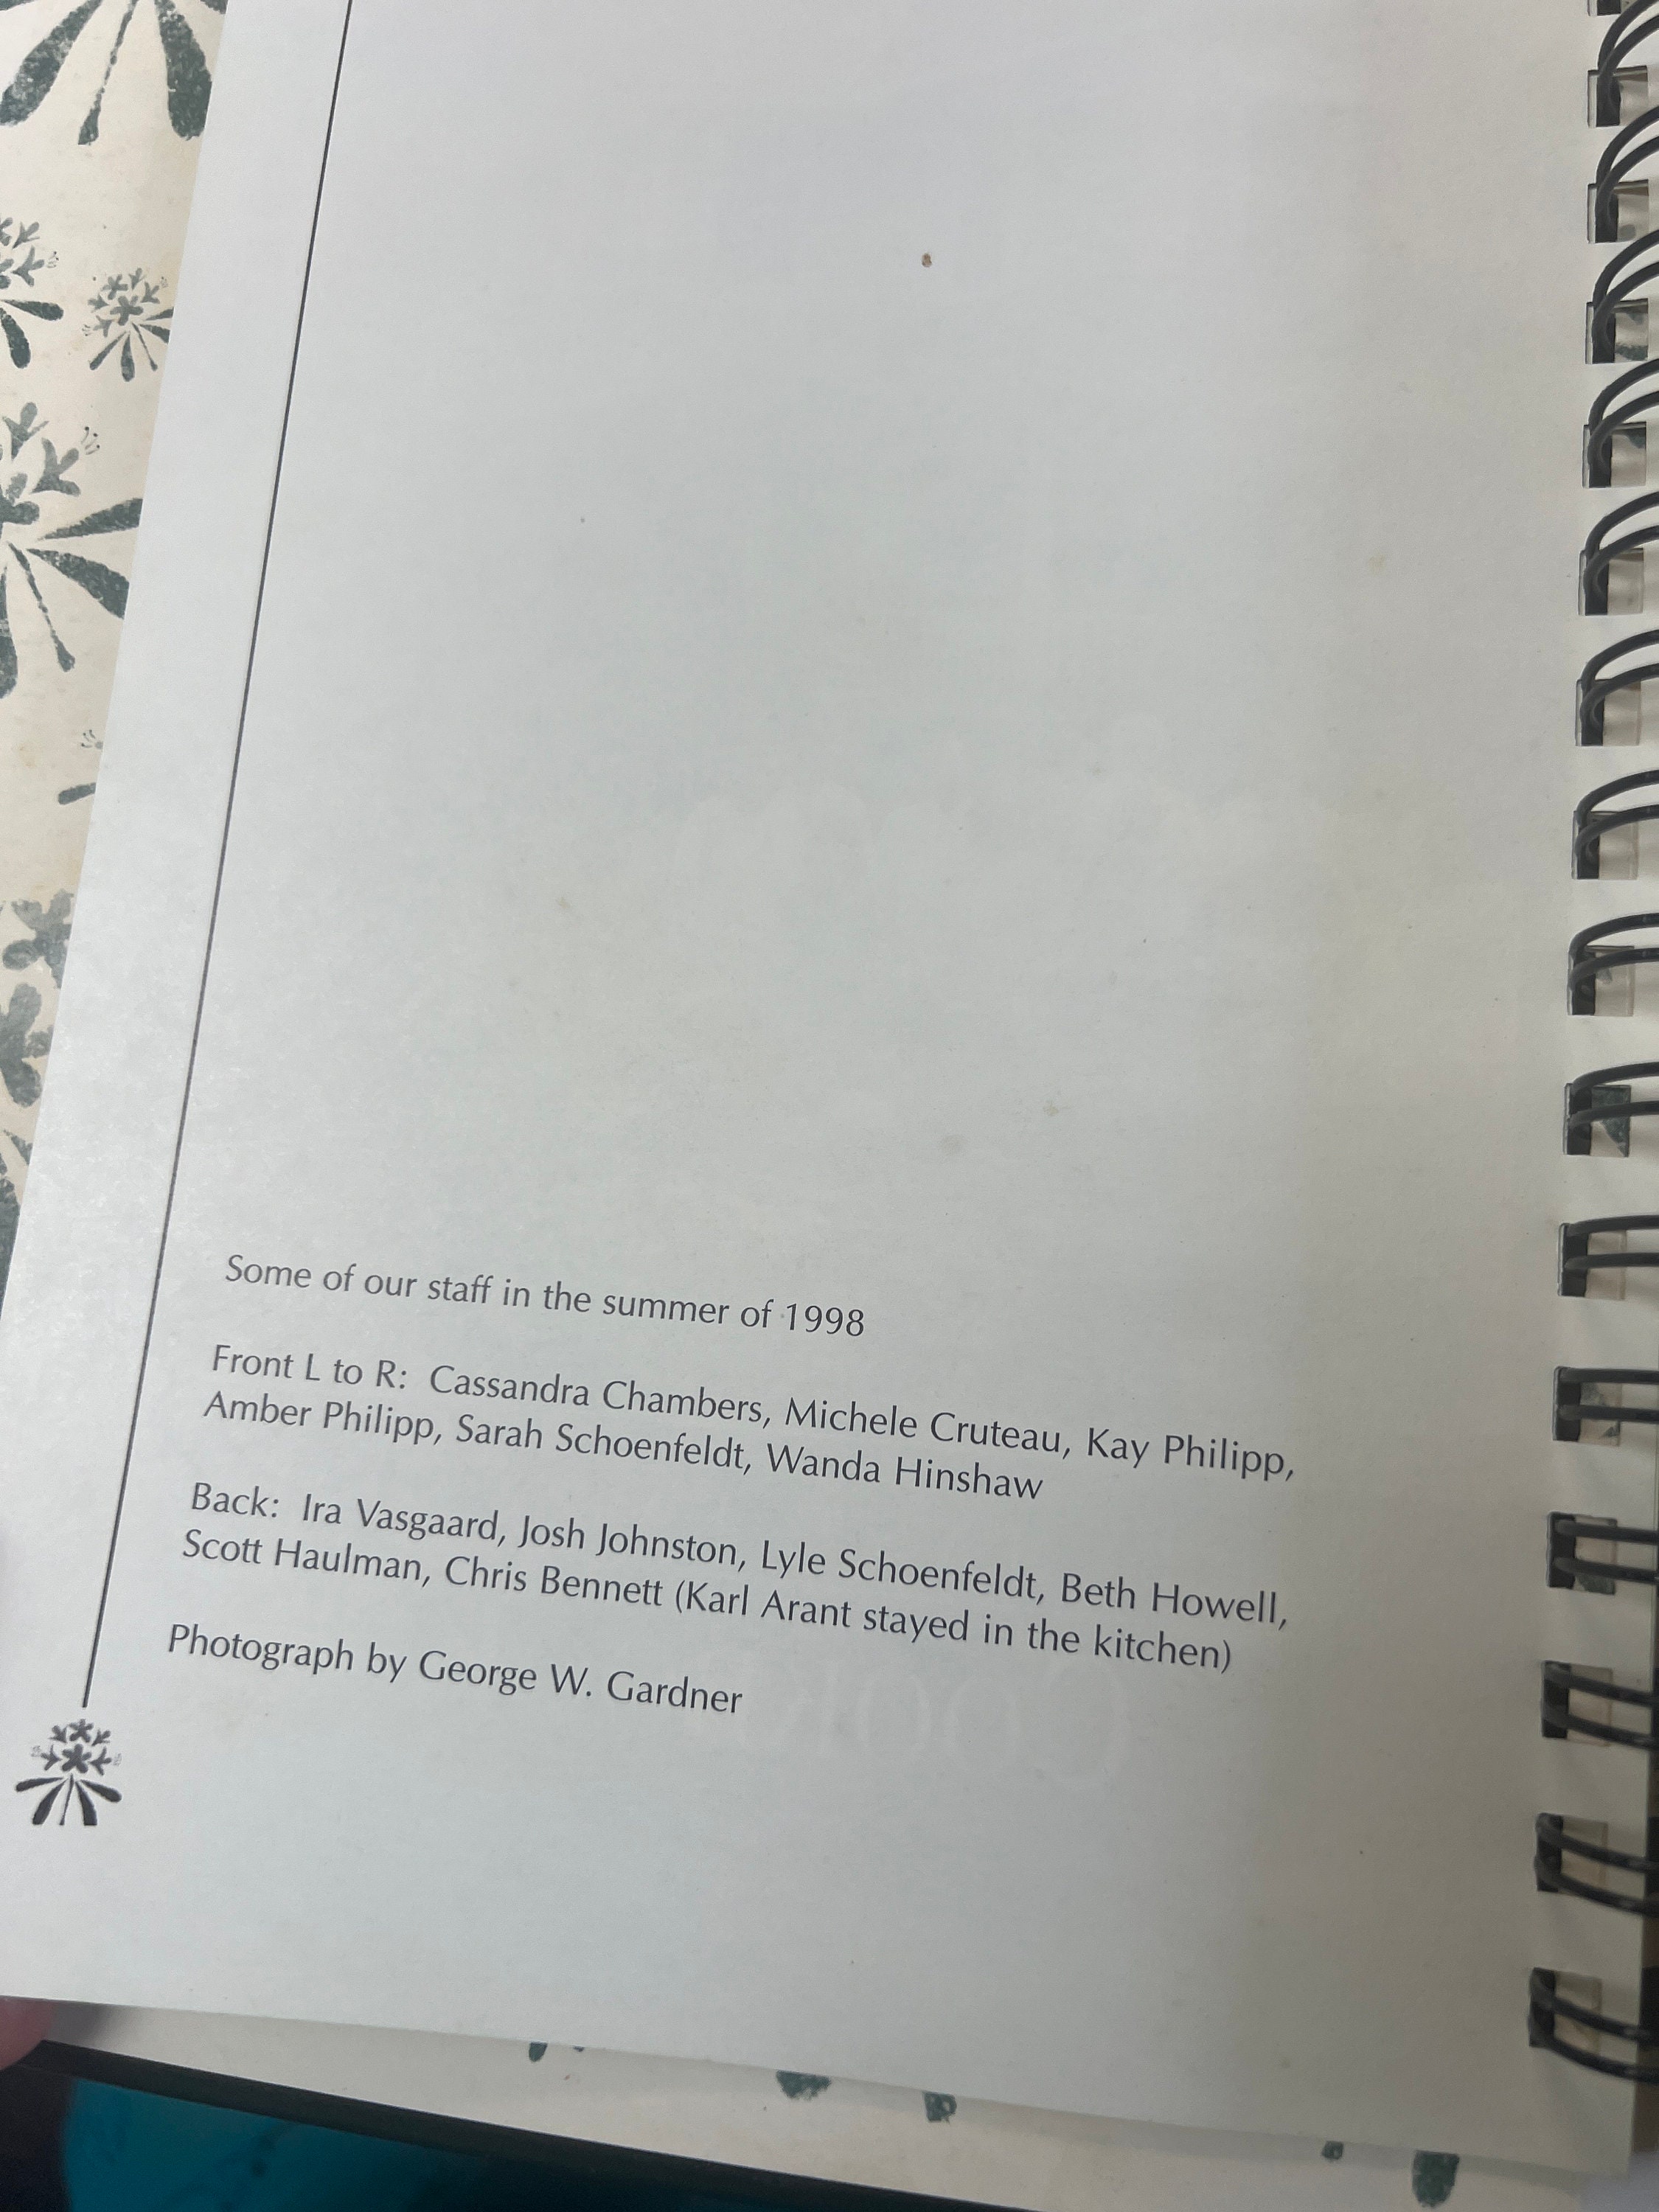 Some of our staff in the summer of 1998
Front L to R: Cassandra Chambers, Michele Cruteau, Kay Philipp,
Amber Philipp, Sarah Schoenfeldt, Wanda Hinshaw
Back: Ira Vasgaard, Josh Johnston, Lyle Schoenfeldt, Beth Howell,
Scott Haulman, Chris Bennett (Karl Arant stayed in the kitchen)
Photograph by George W. Gardner